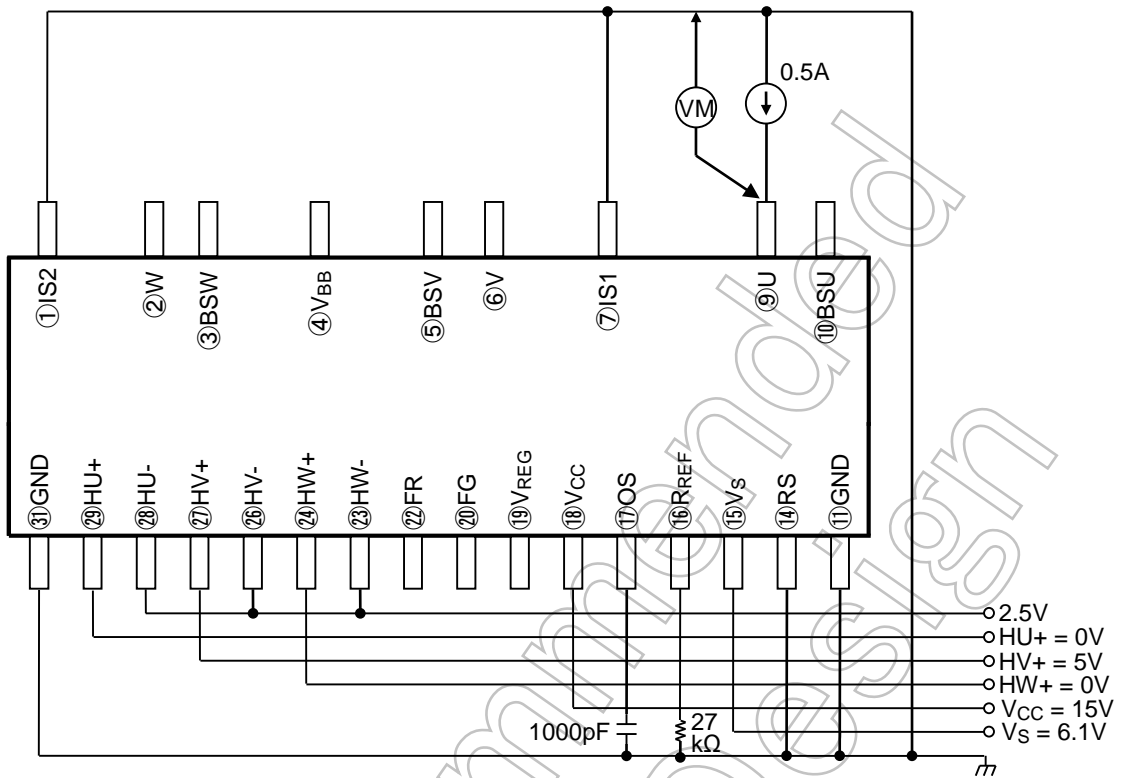 0.5A
VM
①IS2
②W
③BSW
④VBB
⑤BSV
⑥V
⑦IS1
⑨U
⑩BSU
㉛GND
㉙HU+
㉘HU-
㉗HV+
㉖HV-
㉔HW+
㉓HW-
㉒FR
⑳FG
⑲VREG
⑱VCC
⑰OS
⑯RREF
⑮VS
⑭RS
⑪GND
2.5V
HU+ = 0V
HV+ = 5V
HW+ = 0V
VCC = 15V
VS = 6.1V
1000pF
27
kΩ
mmended
esign